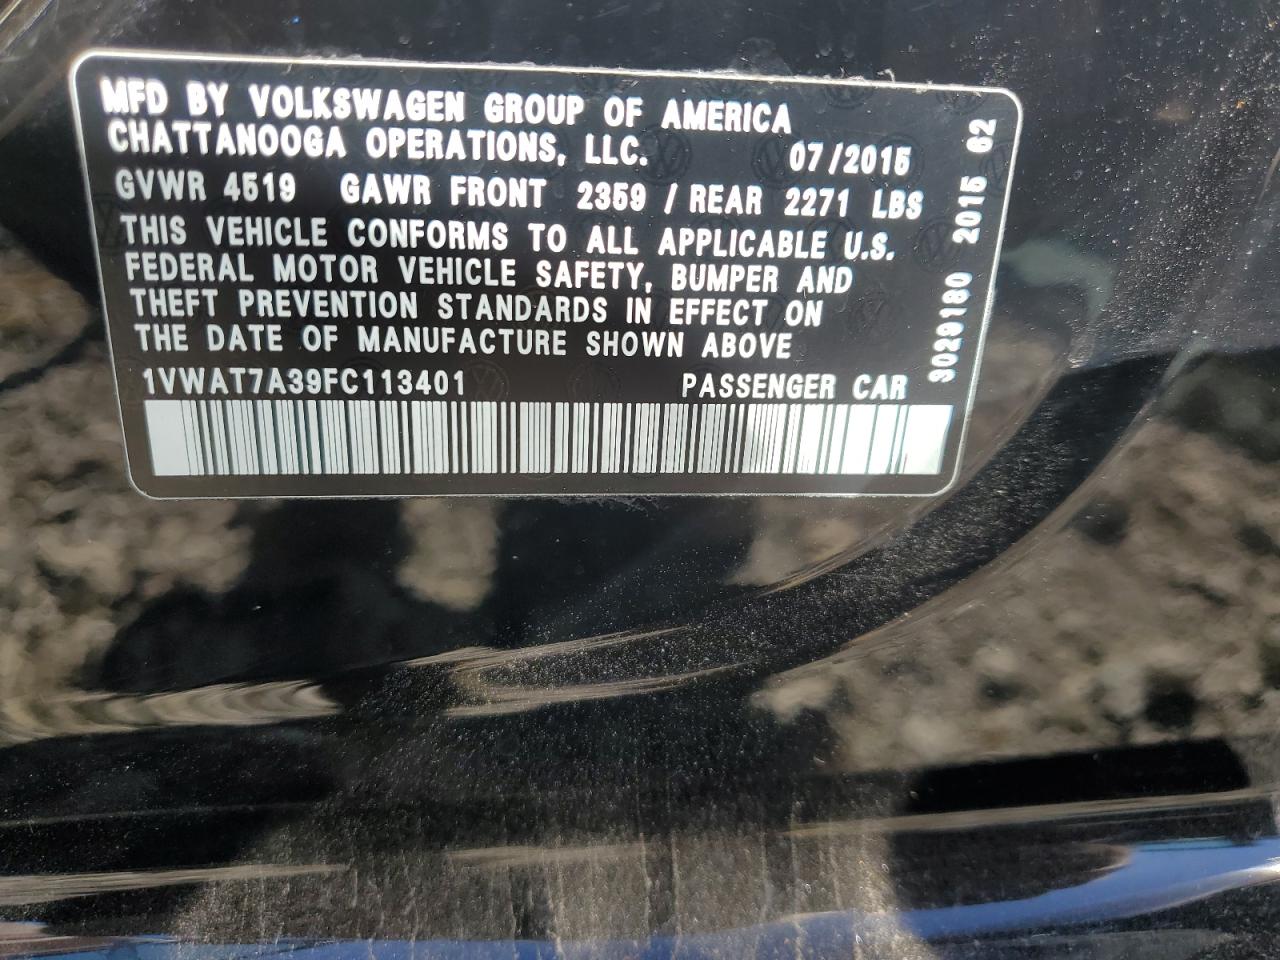 MFD BY VOLKSWAGEN GROUP OF AMERICA
CHATTANOOGA OPERATIONS, LLC. 07/2015
GVWR 4519 GAWR FRONT 2359 / REAR 2271 LBS
THIS VEHICLE CONFORMS TO ALL APPLICABLE U.S.
FEDERAL MOTOR VEHICLE SAFETY, BUMPER AND
THEFT PREVENTION STANDARDS IN EFFECT ON
THE DATE OF MANUFACTURE SHOWN ABOVE
1VWAT7A39FC113401 PASSENGER CAR
3029180 2015 62